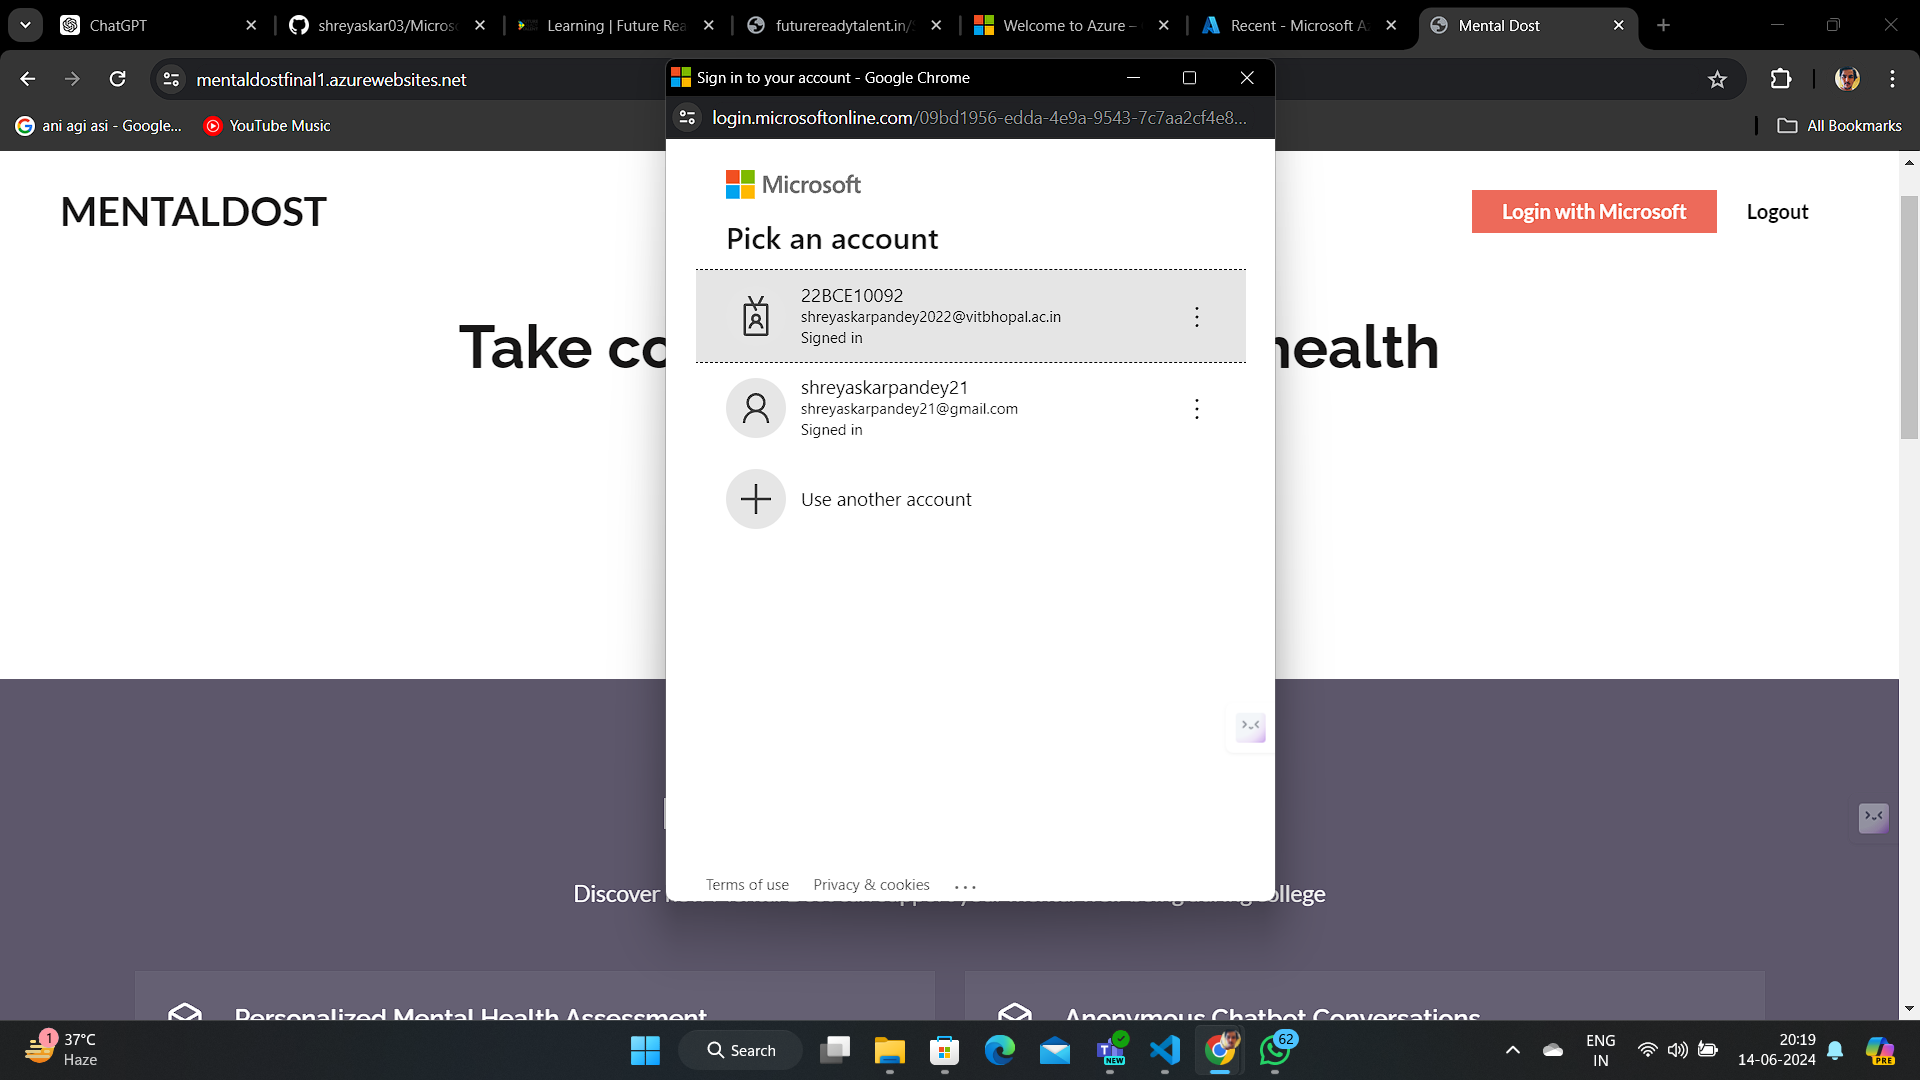 ChatGPT
shreyaskar03/Micros
Learning | Future Rea
futurereadytalent.in/
Welcome to Azure –
Recent - Microsoft A
Mental Dost
mentaldostfinal1.azurewebsites.net
Sign in to your account - Google Chrome
login.microsoftonline.com/09bd1956-edda-4e9a-9543-7c7aa2cf4e8...
ani agi asi - Google...
YouTube Music
All Bookmarks
MENTALDOST
Login with Microsoft
Logout
Microsoft
Pick an account
22BCE10092
shreyaskarpandey2022@vitbhopal.ac.in
Signed in
shreyaskarpandey21
shreyaskarpandey21@gmail.com
Signed in
Use another account
Take co
health
Terms of use
Privacy & cookies
...
Discover
college
Personalized Mental Health Assessment
Anonymous Chatbot Conversations
1
37°C
Haze
Search
NEW
62
ENG
IN
20:19
14-06-2024
PRE